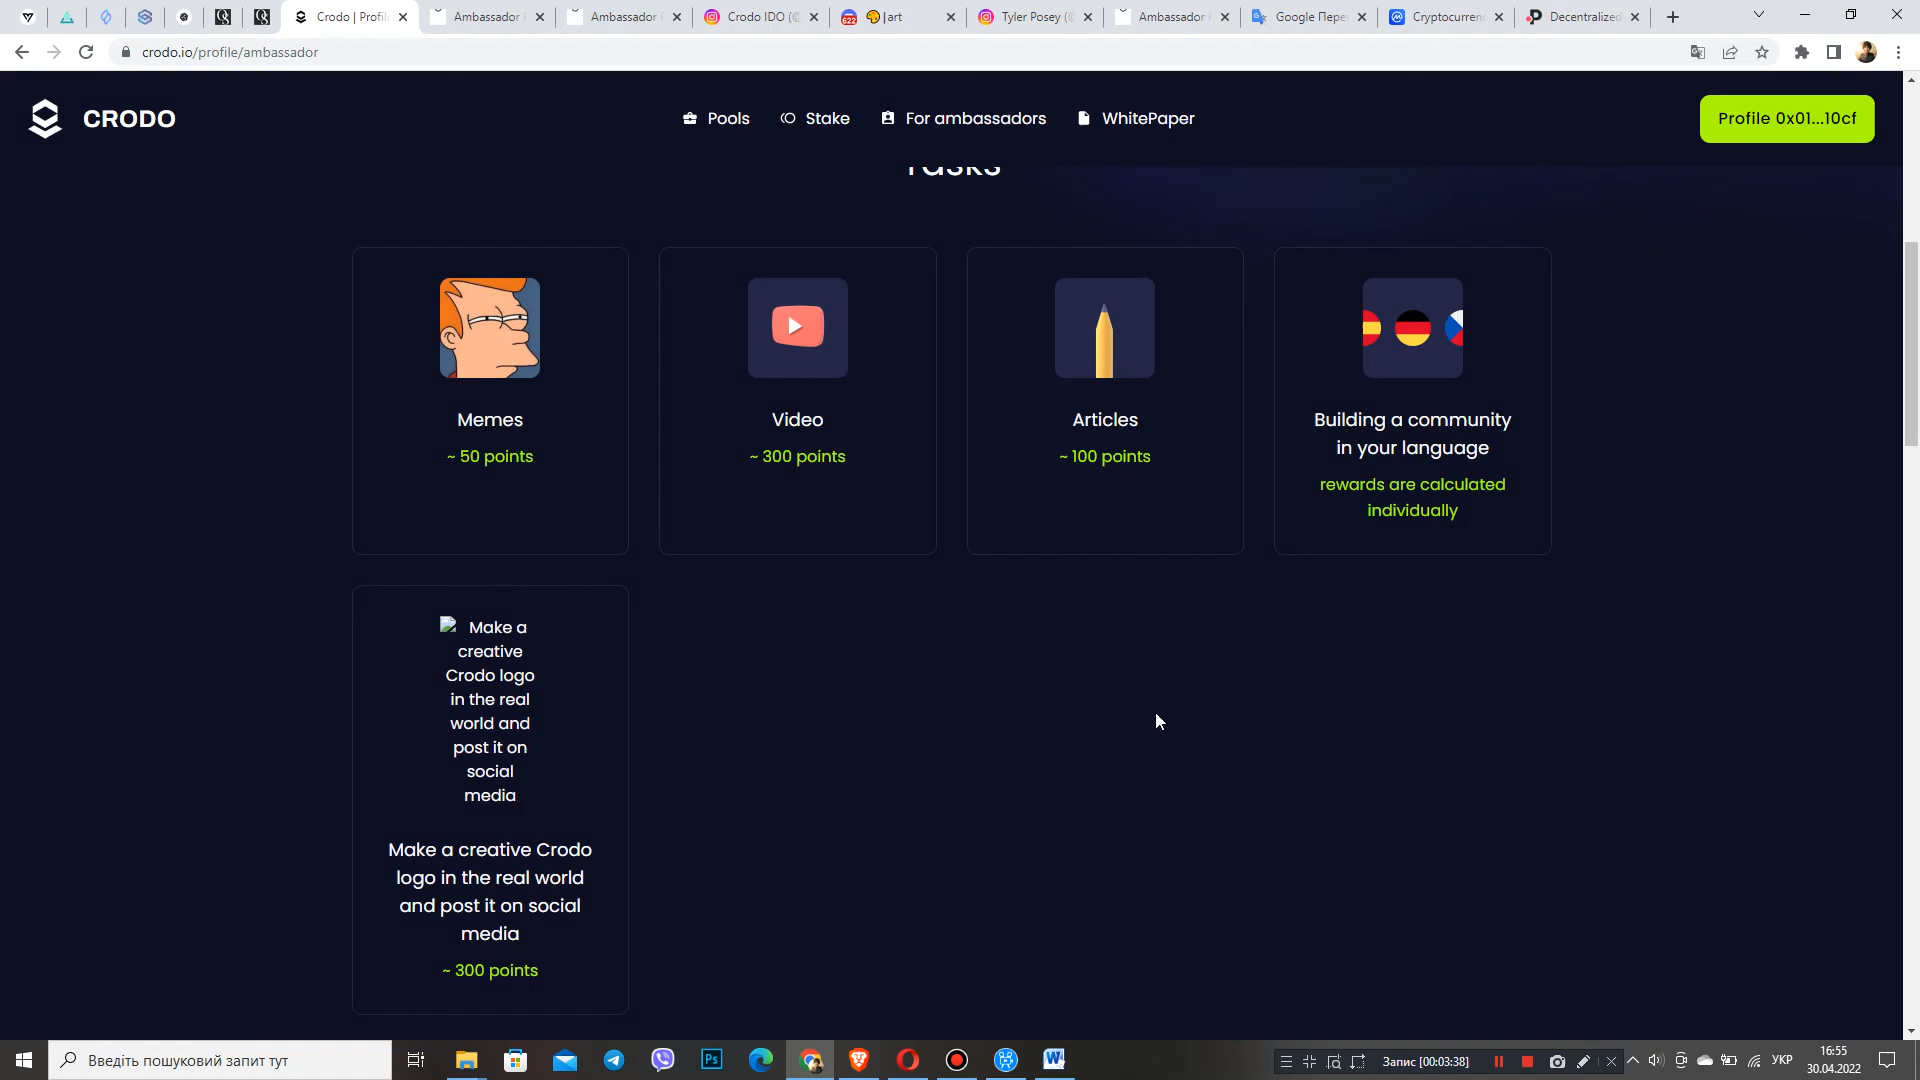 Crodo | Profile
Ambassador P
Ambassador P
Crodo IDO (@
622
|art
Tyler Posey (@
Ambassador P
Google Пере
Cryptocurren
Decentralized
crodo.io/profile/ambassador
CRODO
Pools
Stake
For ambassadors
WhitePaper
Profile 0x01...10cf
Tasks
Memes
~ 50 points
Video
~ 300 points
Articles
~ 100 points
Building a community
in your language
rewards are calculated
individually
Make a
creative
Crodo logo
in the real
world and
post it on
social
media
Make a creative Crodo
logo in the real world
and post it on social
media
~ 300 points
Введіть пошуковий запит тут
Ps
W
Запис [00:03:38]
УКР
16:55
30.04.2022